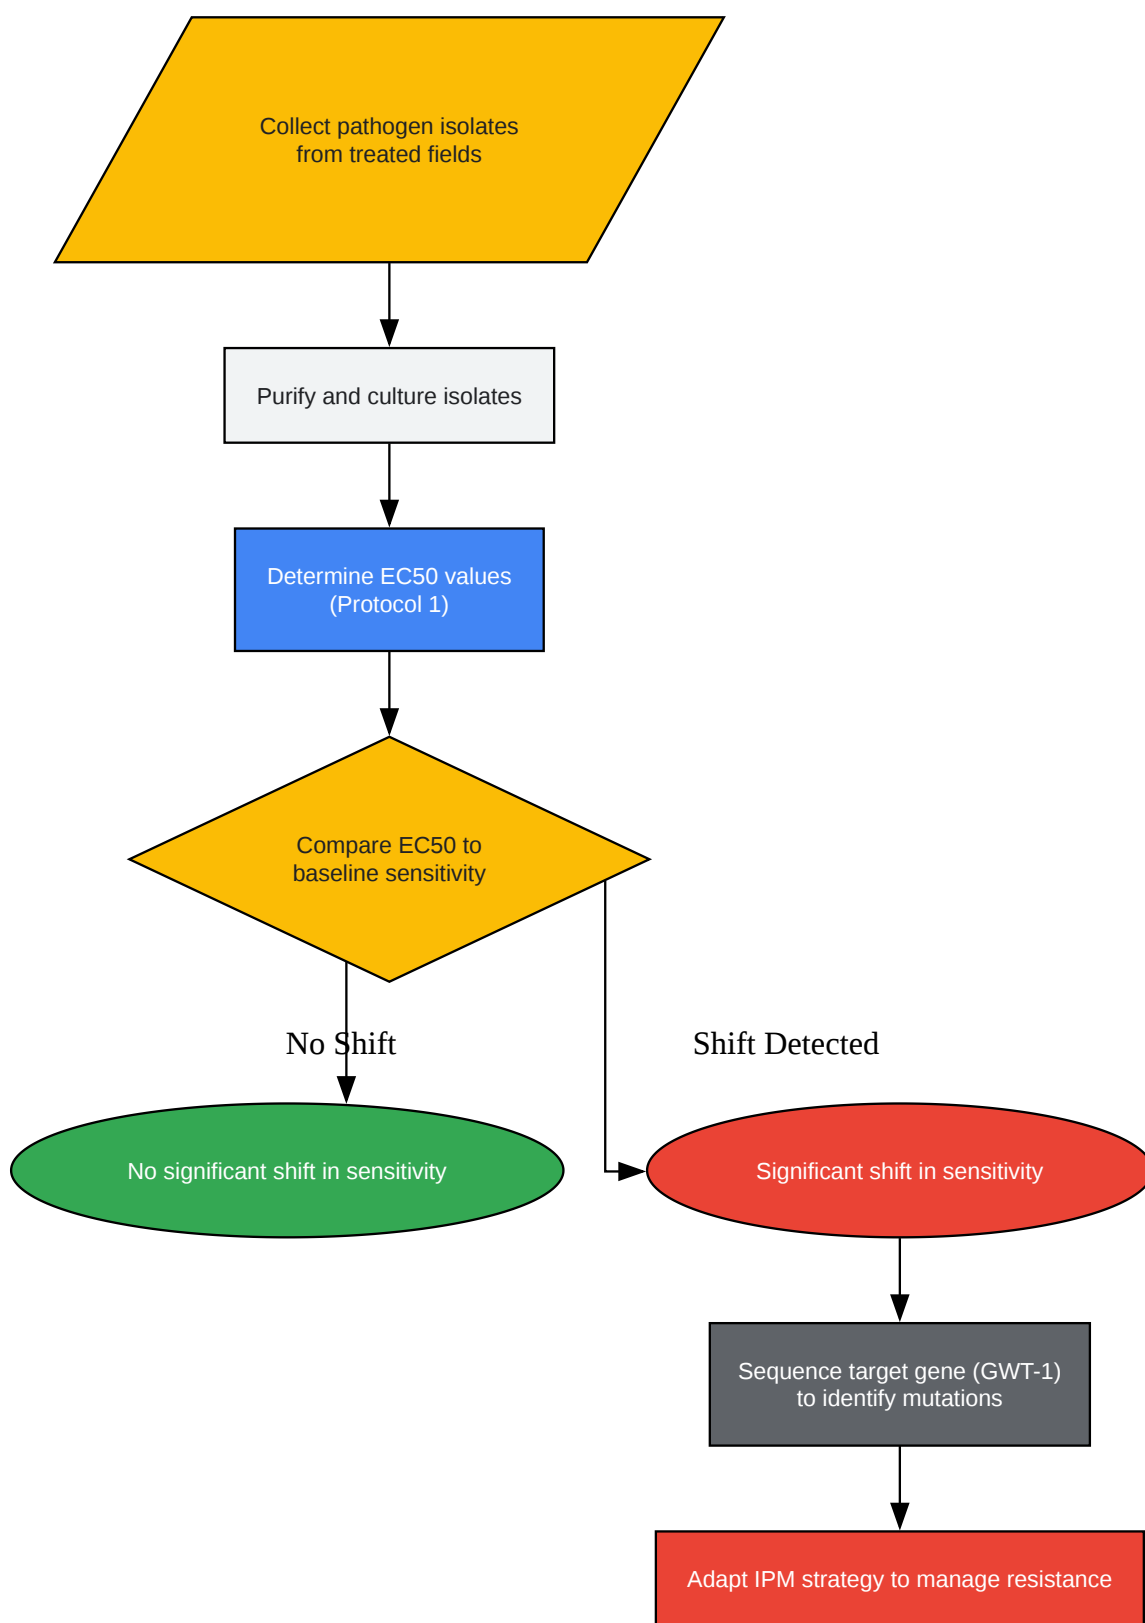 Collect pathogen isolates
from treated fields
Purify and culture isolates
Determine EC50 values
(Protocol 1)
Compare EC50 to
baseline sensitivity
No Shift
Shift Detected
No significant shift in sensitivity
Significant shift in sensitivity
Sequence target gene (GWT-1)
to identify mutations
Adapt IPM strategy to manage resistance